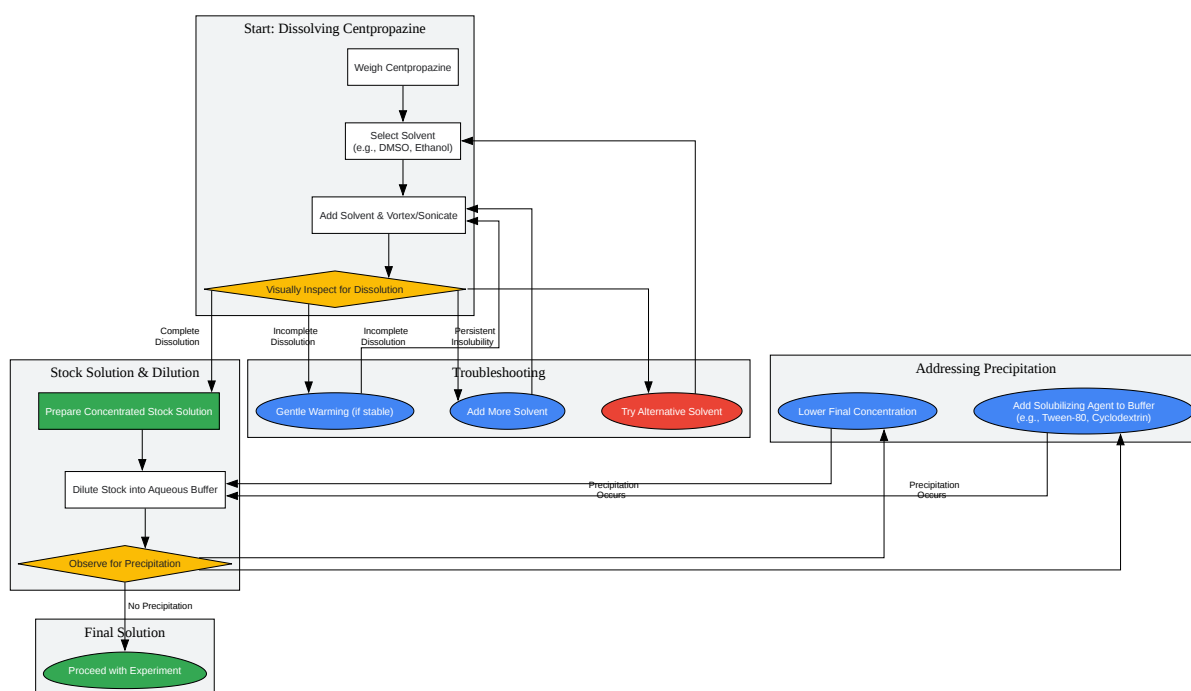 Start: Dissolving Centpropazine
Weigh Centpropazine
Select Solvent
(e.g., DMSO, Ethanol)
Add Solvent & Vortex/Sonicate
Visually Inspect for Dissolution
Complete
Dissolution
Incomplete
Dissolution
Incomplete
Dissolution
Persistent
Insolubility
Stock Solution & Dilution
Troubleshooting
Addressing Precipitation
Prepare Concentrated Stock Solution
Gentle Warming (if stable)
Add More Solvent
Try Alternative Solvent
Lower Final Concentration
Add Solubilizing Agent to Buffer
(e.g., Tween-80, Cyclodextrin)
Dilute Stock into Aqueous Buffer
Precipitation
Occurs
Precipitation
Occurs
Observe for Precipitation
No Precipitation
Final Solution
Proceed with Experiment